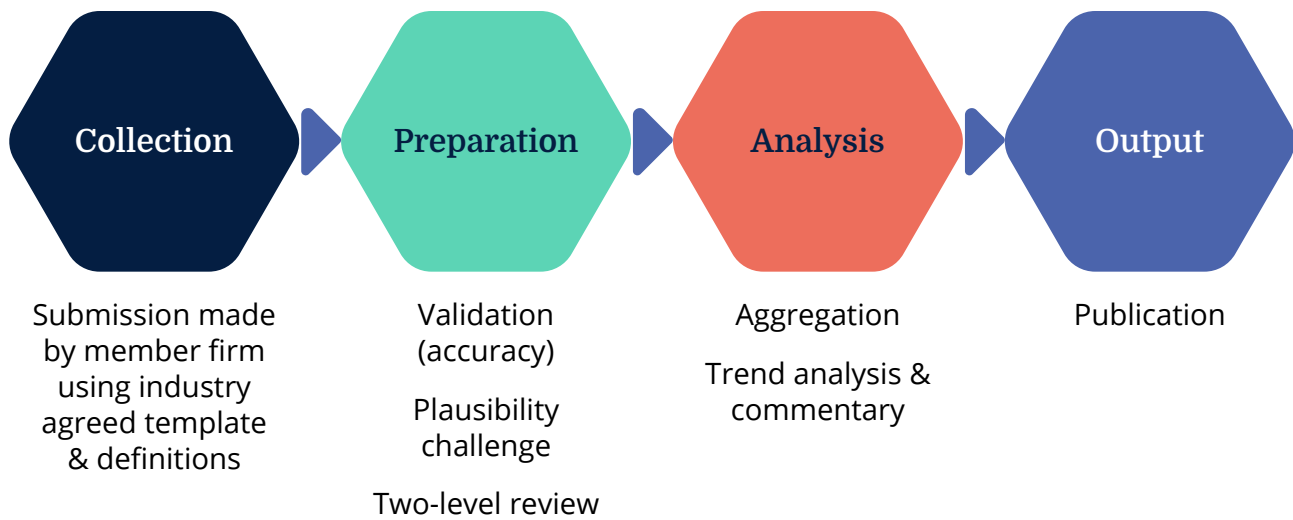 Collection
Submission made
by member firm
using industry
agreed template
& definitions
Preparation
Validation
(accuracy)
Plausibility
challenge
Two-level review
Analysis
Aggregation
Trend analysis &
commentary
Output
Publication